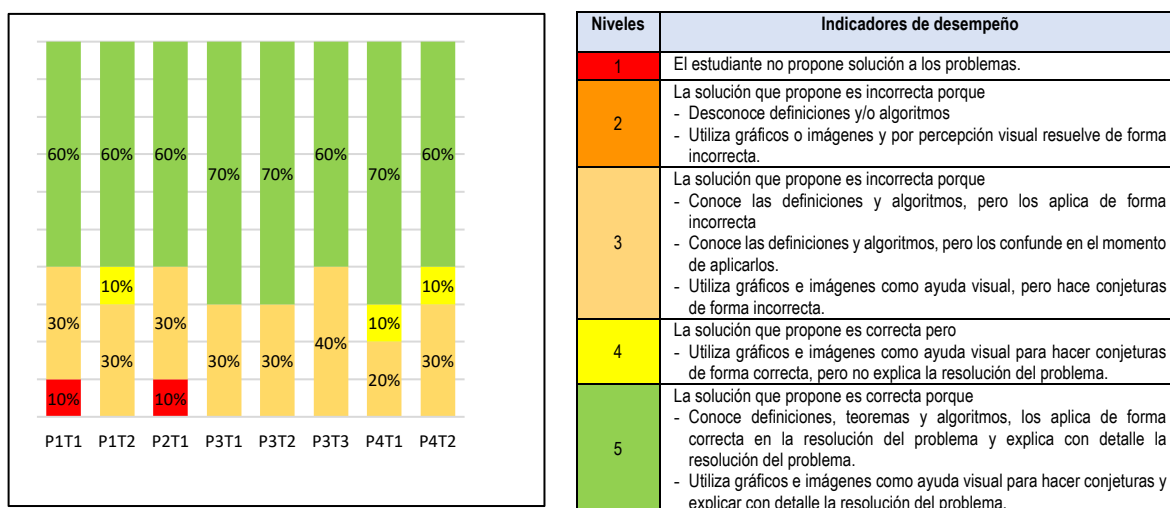 60%
60%
60%
70%
70%
60%
70%
60%
10%
10%
10%
30%
30%
30%
30%
30%
40%
20%
30%
10%
10%
P1T1 P1T2 P2T1 P3T1 P3T2 P3T3 P4T1 P4T2
Niveles Indicadores de desempeño
1 El estudiante no propone solución a los problemas.
2
La solución que propone es incorrecta porque
- Desconoce definiciones y/o algoritmos
- Utiliza gráficos o imágenes y por percepción visual resuelve de forma
incorrecta.
3
La solución que propone es incorrecta porque
- Conoce las definiciones y algoritmos, pero los aplica de forma
incorrecta
- Conoce las definiciones y algoritmos, pero los confunde en el momento
de aplicarlos.
- Utiliza gráficos e imágenes como ayuda visual, pero hace conjeturas
de forma incorrecta.
4
La solución que propone es correcta pero
- Utiliza gráficos e imágenes como ayuda visual para hacer conjeturas
de forma correcta, pero no explica la resolución del problema.
5
La solución que propone es correcta porque
- Conoce definiciones, teoremas y algoritmos, los aplica de forma
correcta en la resolución del problema y explica con detalle la
resolución del problema.
- Utiliza gráficos e imágenes como ayuda visual para hacer conjeturas y
explicar con detalle la resolución del problema.